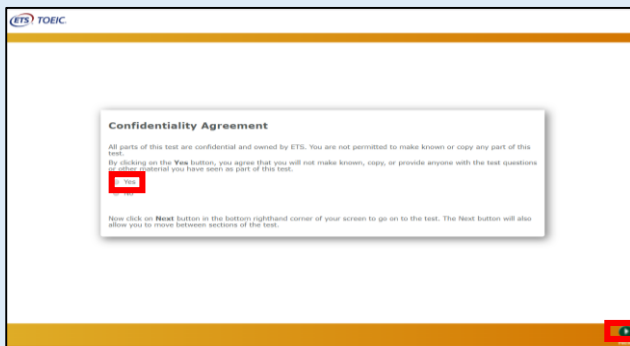 ETS TOEIC.
Confidentiality Agreement
All parts of this test are confidential and owned by ETS. You are not permitted to make known or copy any part of this
test.
By clicking on the Yes button, you agree that you will not make known, copy, or provide anyone with the test questions
or other material you have seen as part of this test.
Yes
Now click on Next button in the bottom righthand corner of your screen to go on to the test. The Next button will also
allow you to move between sections of the test.